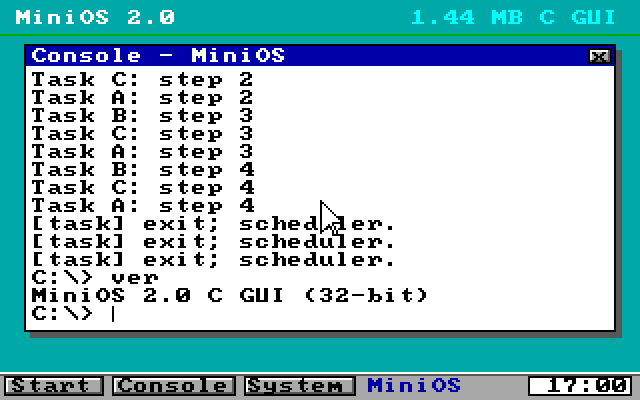 MiniOS 2.0 1.44 MB C GUI
Console - MiniOS
Task C: step 2
Task A: step 2
Task B: step 3
Task C: step 3
Task A: step 3
Task B: step 4
Task C: step 4
Task A: step 4
[task] exit; scheduler.
[task] exit; scheduler.
[task] exit; scheduler.
C:\> ver
MiniOS 2.0 C GUI (32-bit)
C:\>
Start Console System MiniOS 17:00